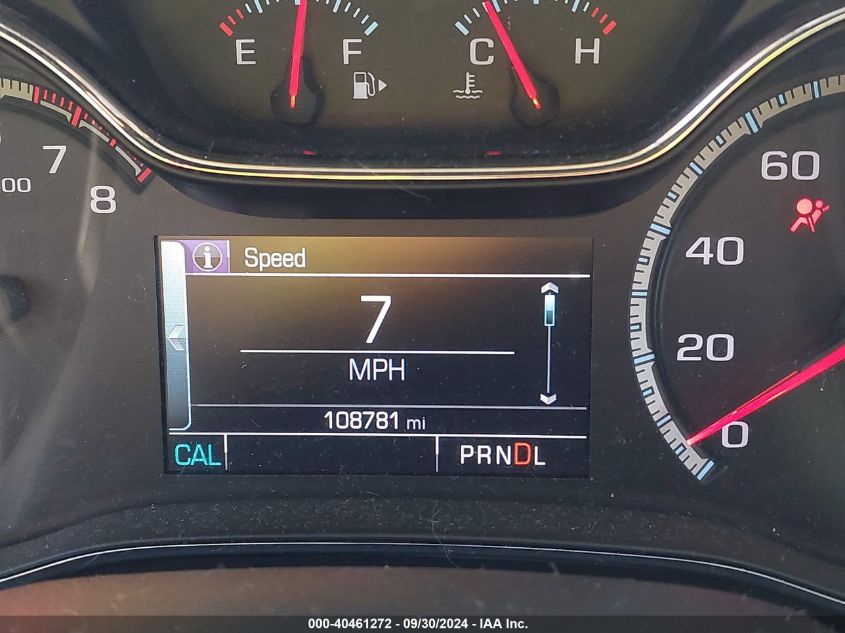 E F C H
7
8
00
60
40
20
0
Speed
7
MPH
108781 mi
CAL PRNDL
000-40461272 - 09/30/2024 - IAA Inc.